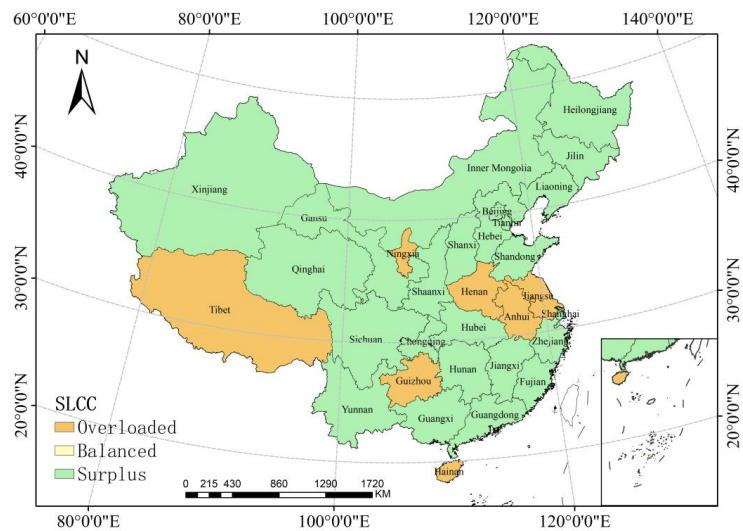 60°0'0"E
80°0'0"E
100°0'0"E
120°0'0"E
140°0'0"E
N
40°0'0"N
30°0'0"N
20°0'0"N
40°0'0"N
30°0'0"N
20°0'0"N
Heilongjiang
Jilin
Liaoning
Inner Mongolia
Xinjiang
Gansu
Beijing
Tianjin
Hebei
Shanxi
Shandong
Ningxia
Qinghai
Shaanxi
Henan
Jiangsu
Tibet
Anhui
Shanghai
Hubei
Sichuan
Chongqing
Zhejiang
Hunan
Jiangxi
Guizhou
Fujian
Yunnan
Guangxi
Guangdong
Hainan
SLCC
Overloaded
Balanced
Surplus
0 215 430 860 1290 1720
KM
80°0'0"E
100°0'0"E
120°0'0"E